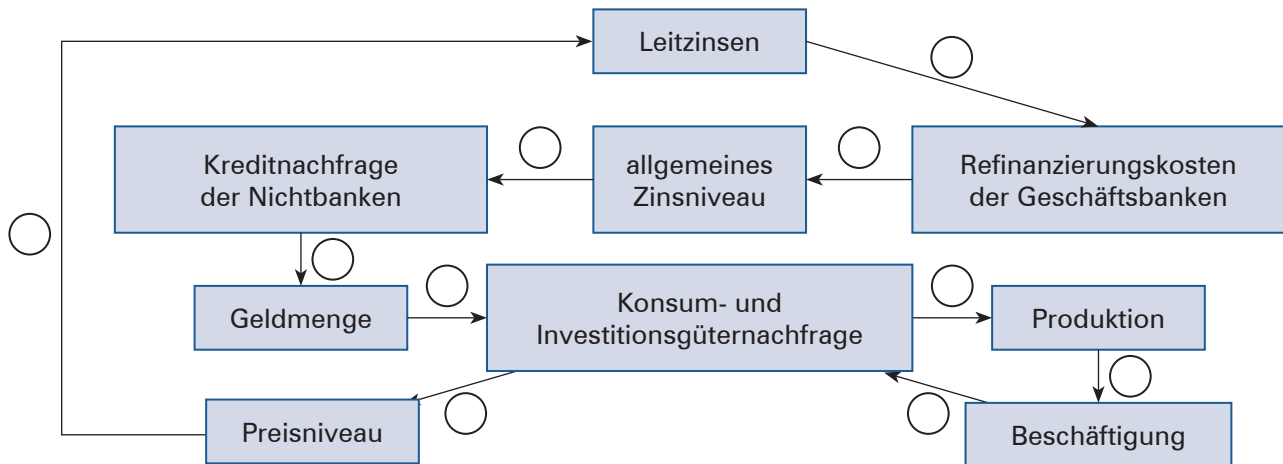 Leitzinsen
Kreditnachfrage
der Nichtbanken
allgemeines
Zinsniveau
Refinanzierungskosten
der Geschäftsbanken
Geldmenge
Konsum- und
Investitionsgüternachfrage
Produktion
Preisniveau
Beschäftigung